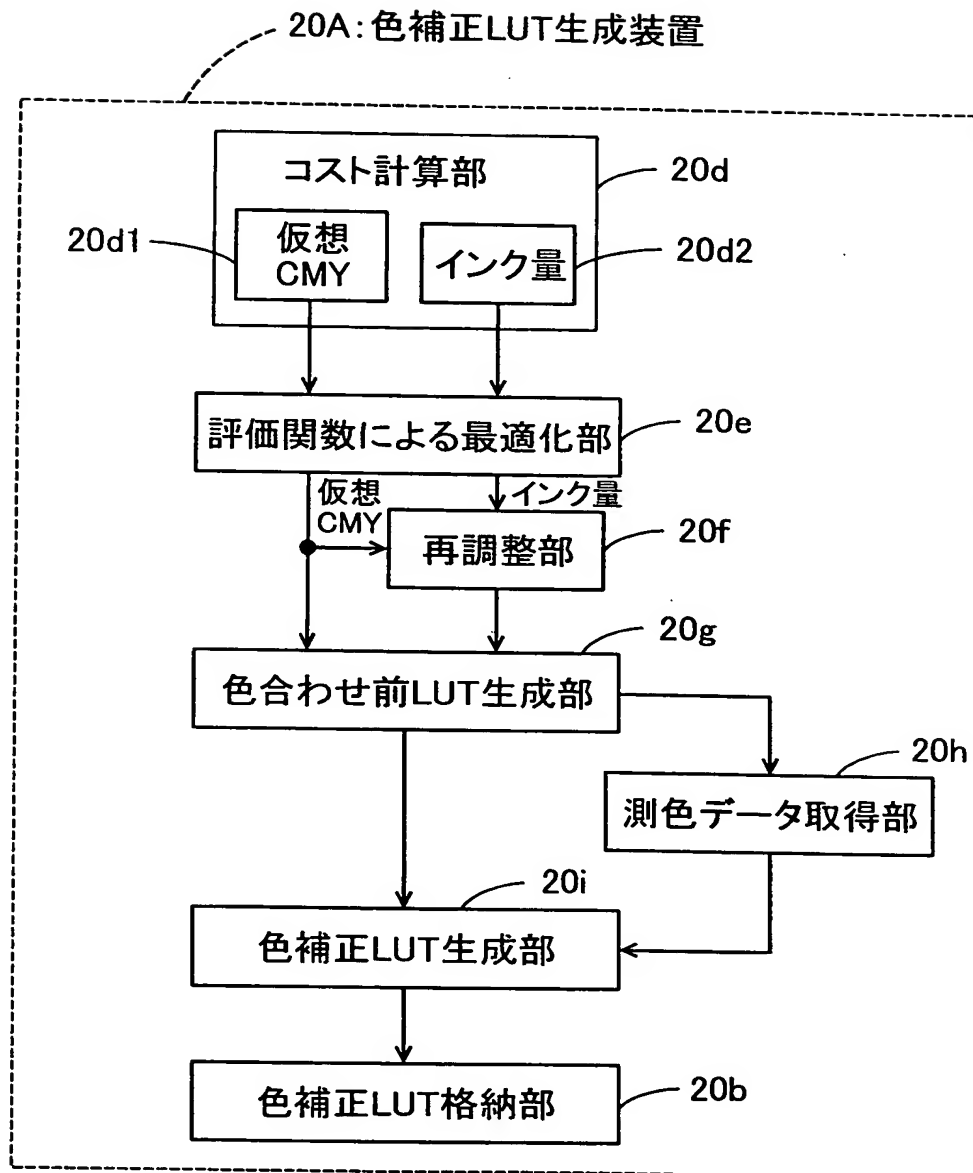 20A:色補正LUT生成装置
コスト計算部
20d
20d1
仮想
CMY
インク量
20d2
評価関数による最適化部
20e
仮想
CMY
インク量
再調整部
20f
20g
色合わせ前LUT生成部
20h
測色データ取得部
20i
色補正LUT生成部
色補正LUT格納部
20b